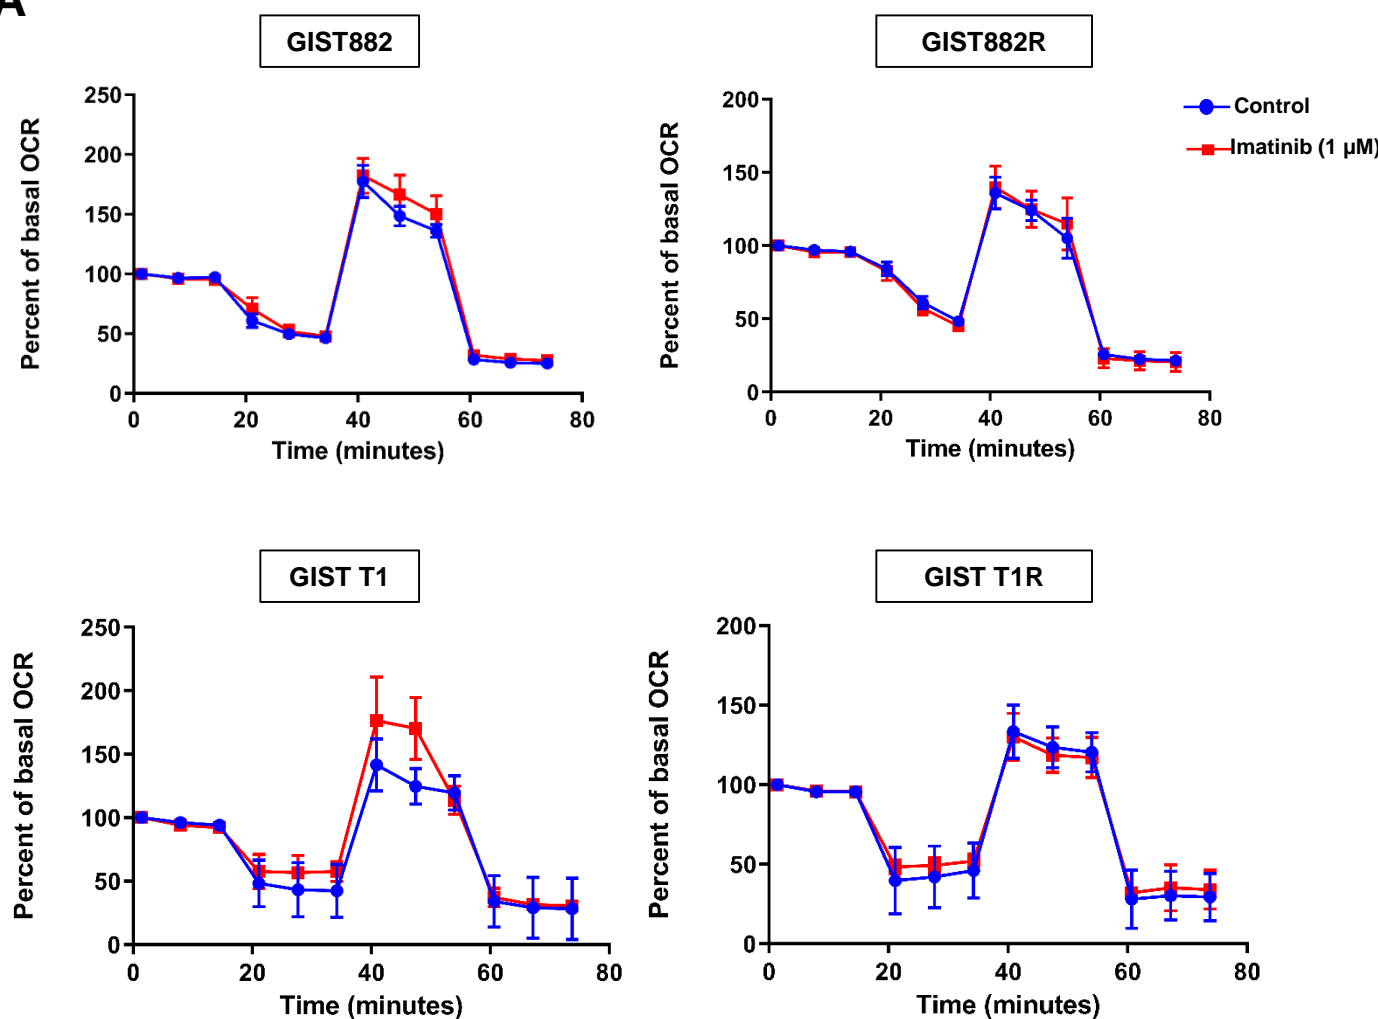 A
GIST882
GIST882R
Control
Imatinib (1 µM)
Percent of basal OCR
250
200
150
100
50
0
0 20 40 60 80
Time (minutes)
Percent of basal OCR
200
150
100
50
0
0 20 40 60 80
Time (minutes)
GIST T1
GIST T1R
Percent of basal OCR
250
200
150
100
50
0
0 20 40 60 80
Time (minutes)
Percent of basal OCR
200
150
100
50
0
0 20 40 60 80
Time (minutes)